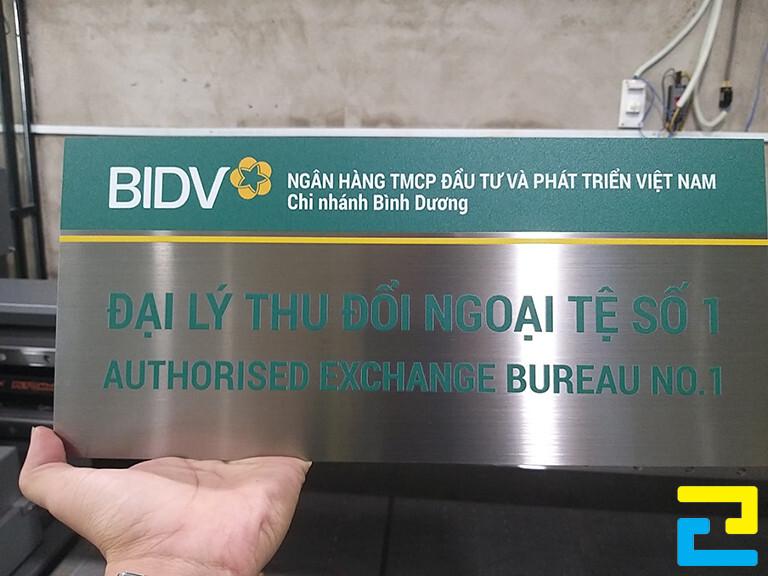 BIDV
NGÂN HÀNG TMCP ĐẦU TƯ VÀ PHÁT TRIỂN VIỆT NAM
Chi nhánh Bình Dương
ĐẠI LÝ THU ĐỔI NGOẠI TỆ SỐ 1
AUTHORISED EXCHANGE BUREAU NO.1